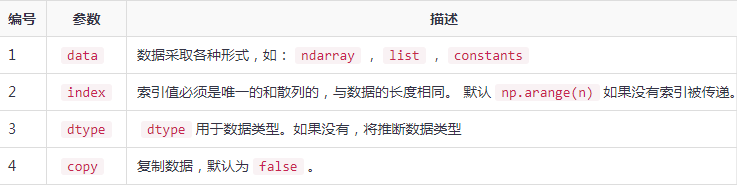 编号 参数 描述
1 data 数据采取各种形式，如： ndarray ， list ， constants
2 index 索引值必须是唯一的和散列的，与数据的长度相同。 默认 np.arange(n) 如果没有索引被传递。
3 dtype dtype 用于数据类型。如果没有，将推断数据类型
4 copy 复制数据，默认为 false 。